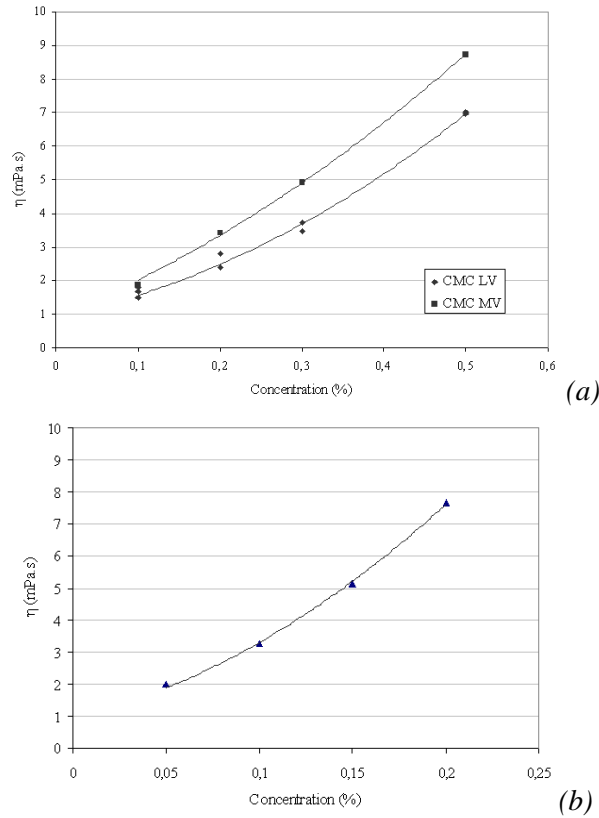 10
9
8
7
6
5
4
3
2
1
0
η (mPa.s)
CMC LV
CMC MV
0 0,1 0,2 0,3 0,4 0,5 0,6
Concentration (%)
(a)
10
9
8
7
6
5
4
3
2
1
0
η (mPa.s)
0 0,05 0,1 0,15 0,2 0,25
Concentration (%)
(b)